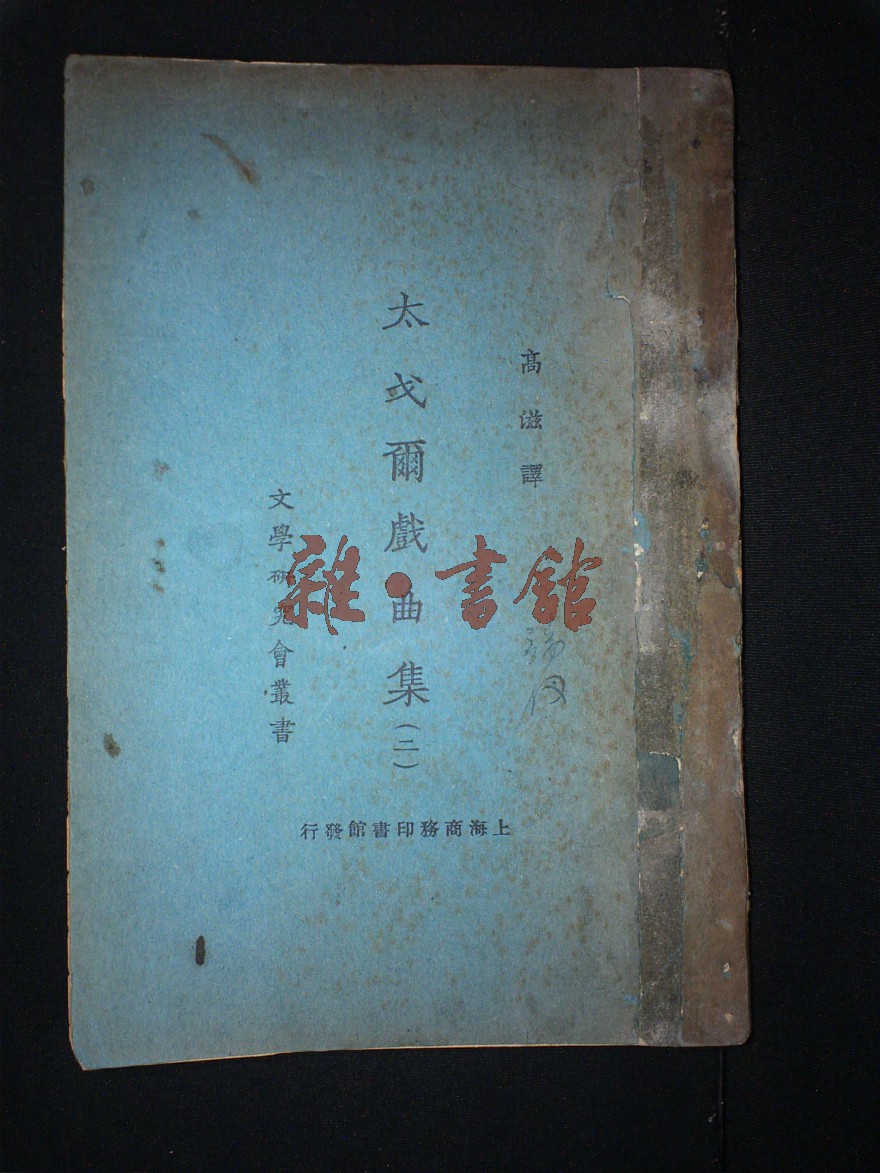 高滋譯
太戈爾戲曲集(二)
文學研究會叢書
上海商務印書館發行
雜·書館